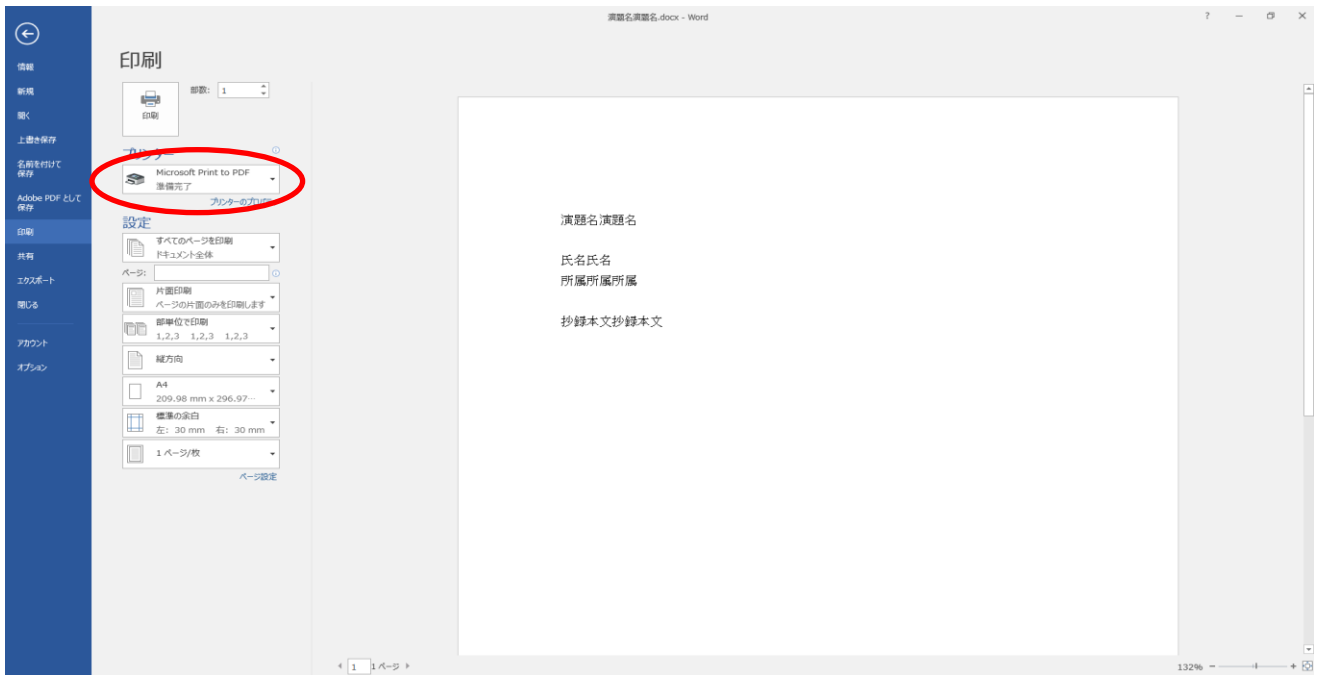 演題名演題名.docx - Word
?
情報
新規
開く
上書き保存
名前を付けて
保存
Adobe PDF として
保存
印刷
共有
エクスポート
閉じる
アカウント
オプション
印刷
印刷
部数: 1
プリンター
Microsoft Print to PDF
準備完了
プリンターのプロパ
設定
すべてのページを印刷
ドキュメント全体
ページ:
片面印刷
ページの片面のみを印刷します
部単位で印刷
1,2,3 1,2,3 1,2,3
縦方向
A4
209.98 mm x 296.97…
標準の余白
左: 30 mm 右: 30 mm
1 ページ/枚
ページ設定
演題名演題名
氏名氏名
所属所属所属
抄録本文抄録本文
1 1 ページ
132%